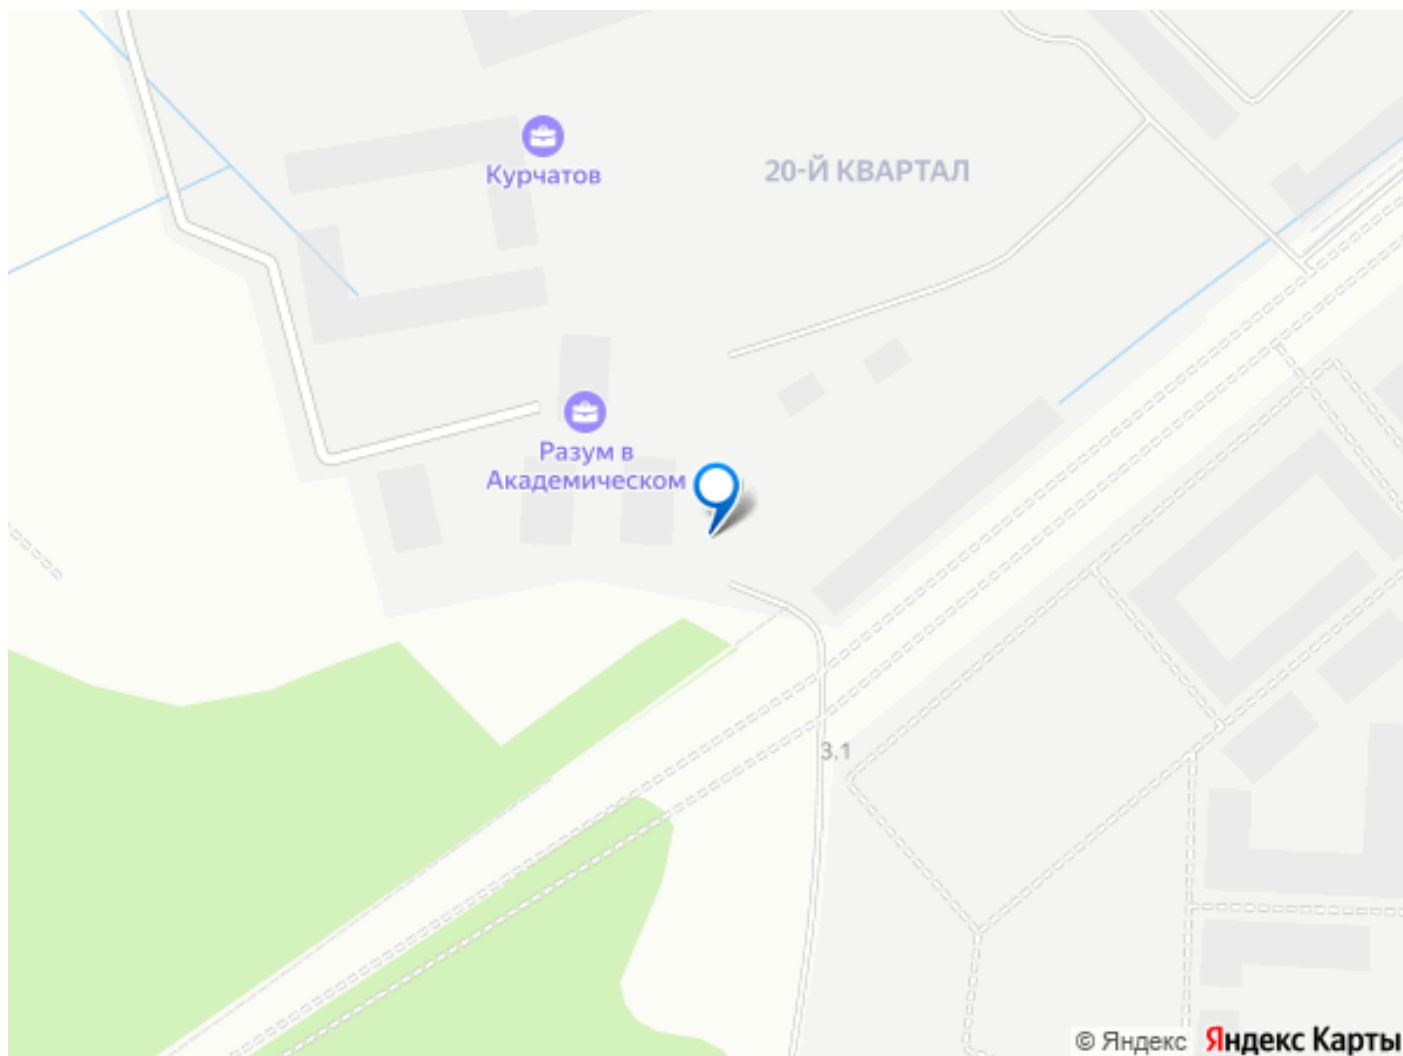 Курчатов
20-Й КВАРТАЛ
Разум в
Академическом
3.1
© Яндекс Яндекс Карты